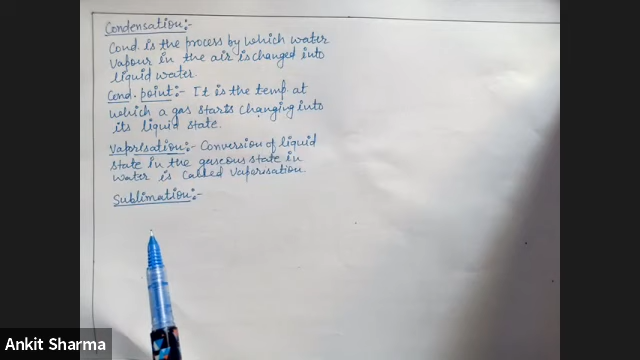 Condensation:-
Cond. is the process by which water
vapour in the air is changed into
liquid water.
Cond. point:- It is the temp at
which a gas starts changing into
its liquid state.
Vaporisation:- Conversion of liquid
state in the gaseous state in
water is called vaporisation.
Sublimation:-
Ankit Sharma